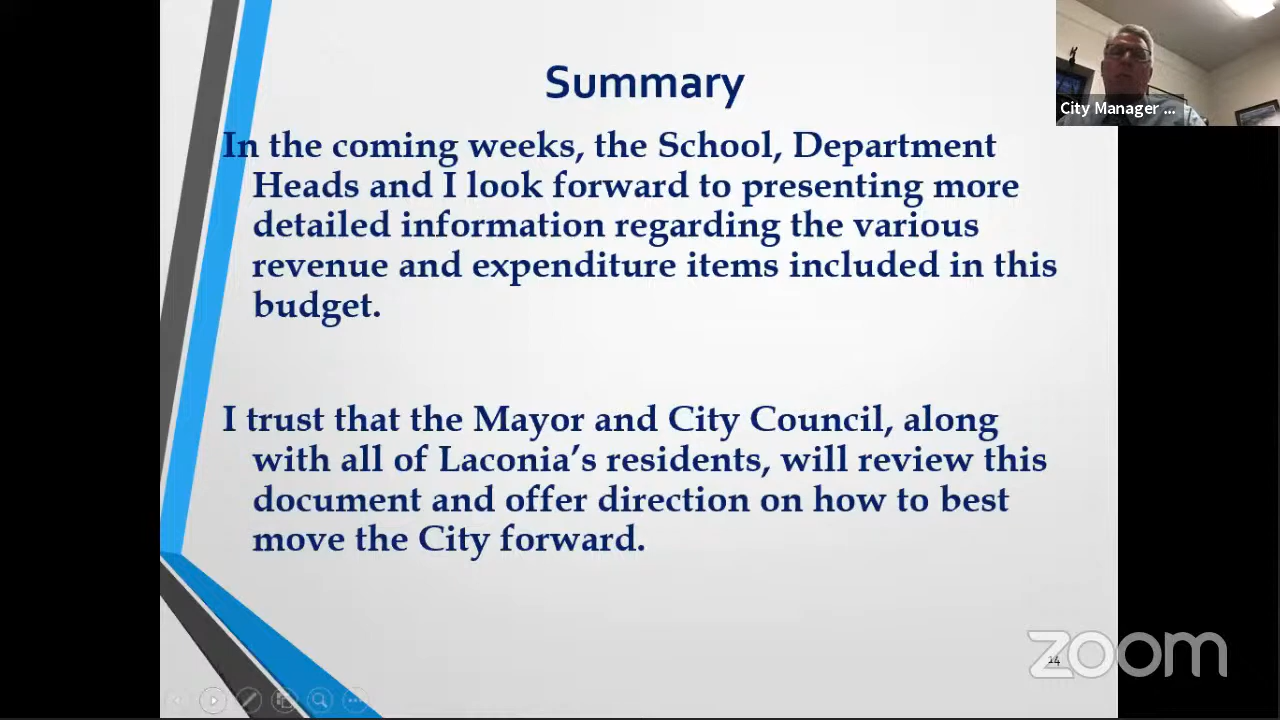 Summary
City Manager ...
In the coming weeks, the School, Department
Heads and I look forward to presenting more
detailed information regarding the various
revenue and expenditure items included in this
budget.
I trust that the Mayor and City Council, along
with all of Laconia’s residents, will review this
document and offer direction on how to best
move the City forward.
14
zoom